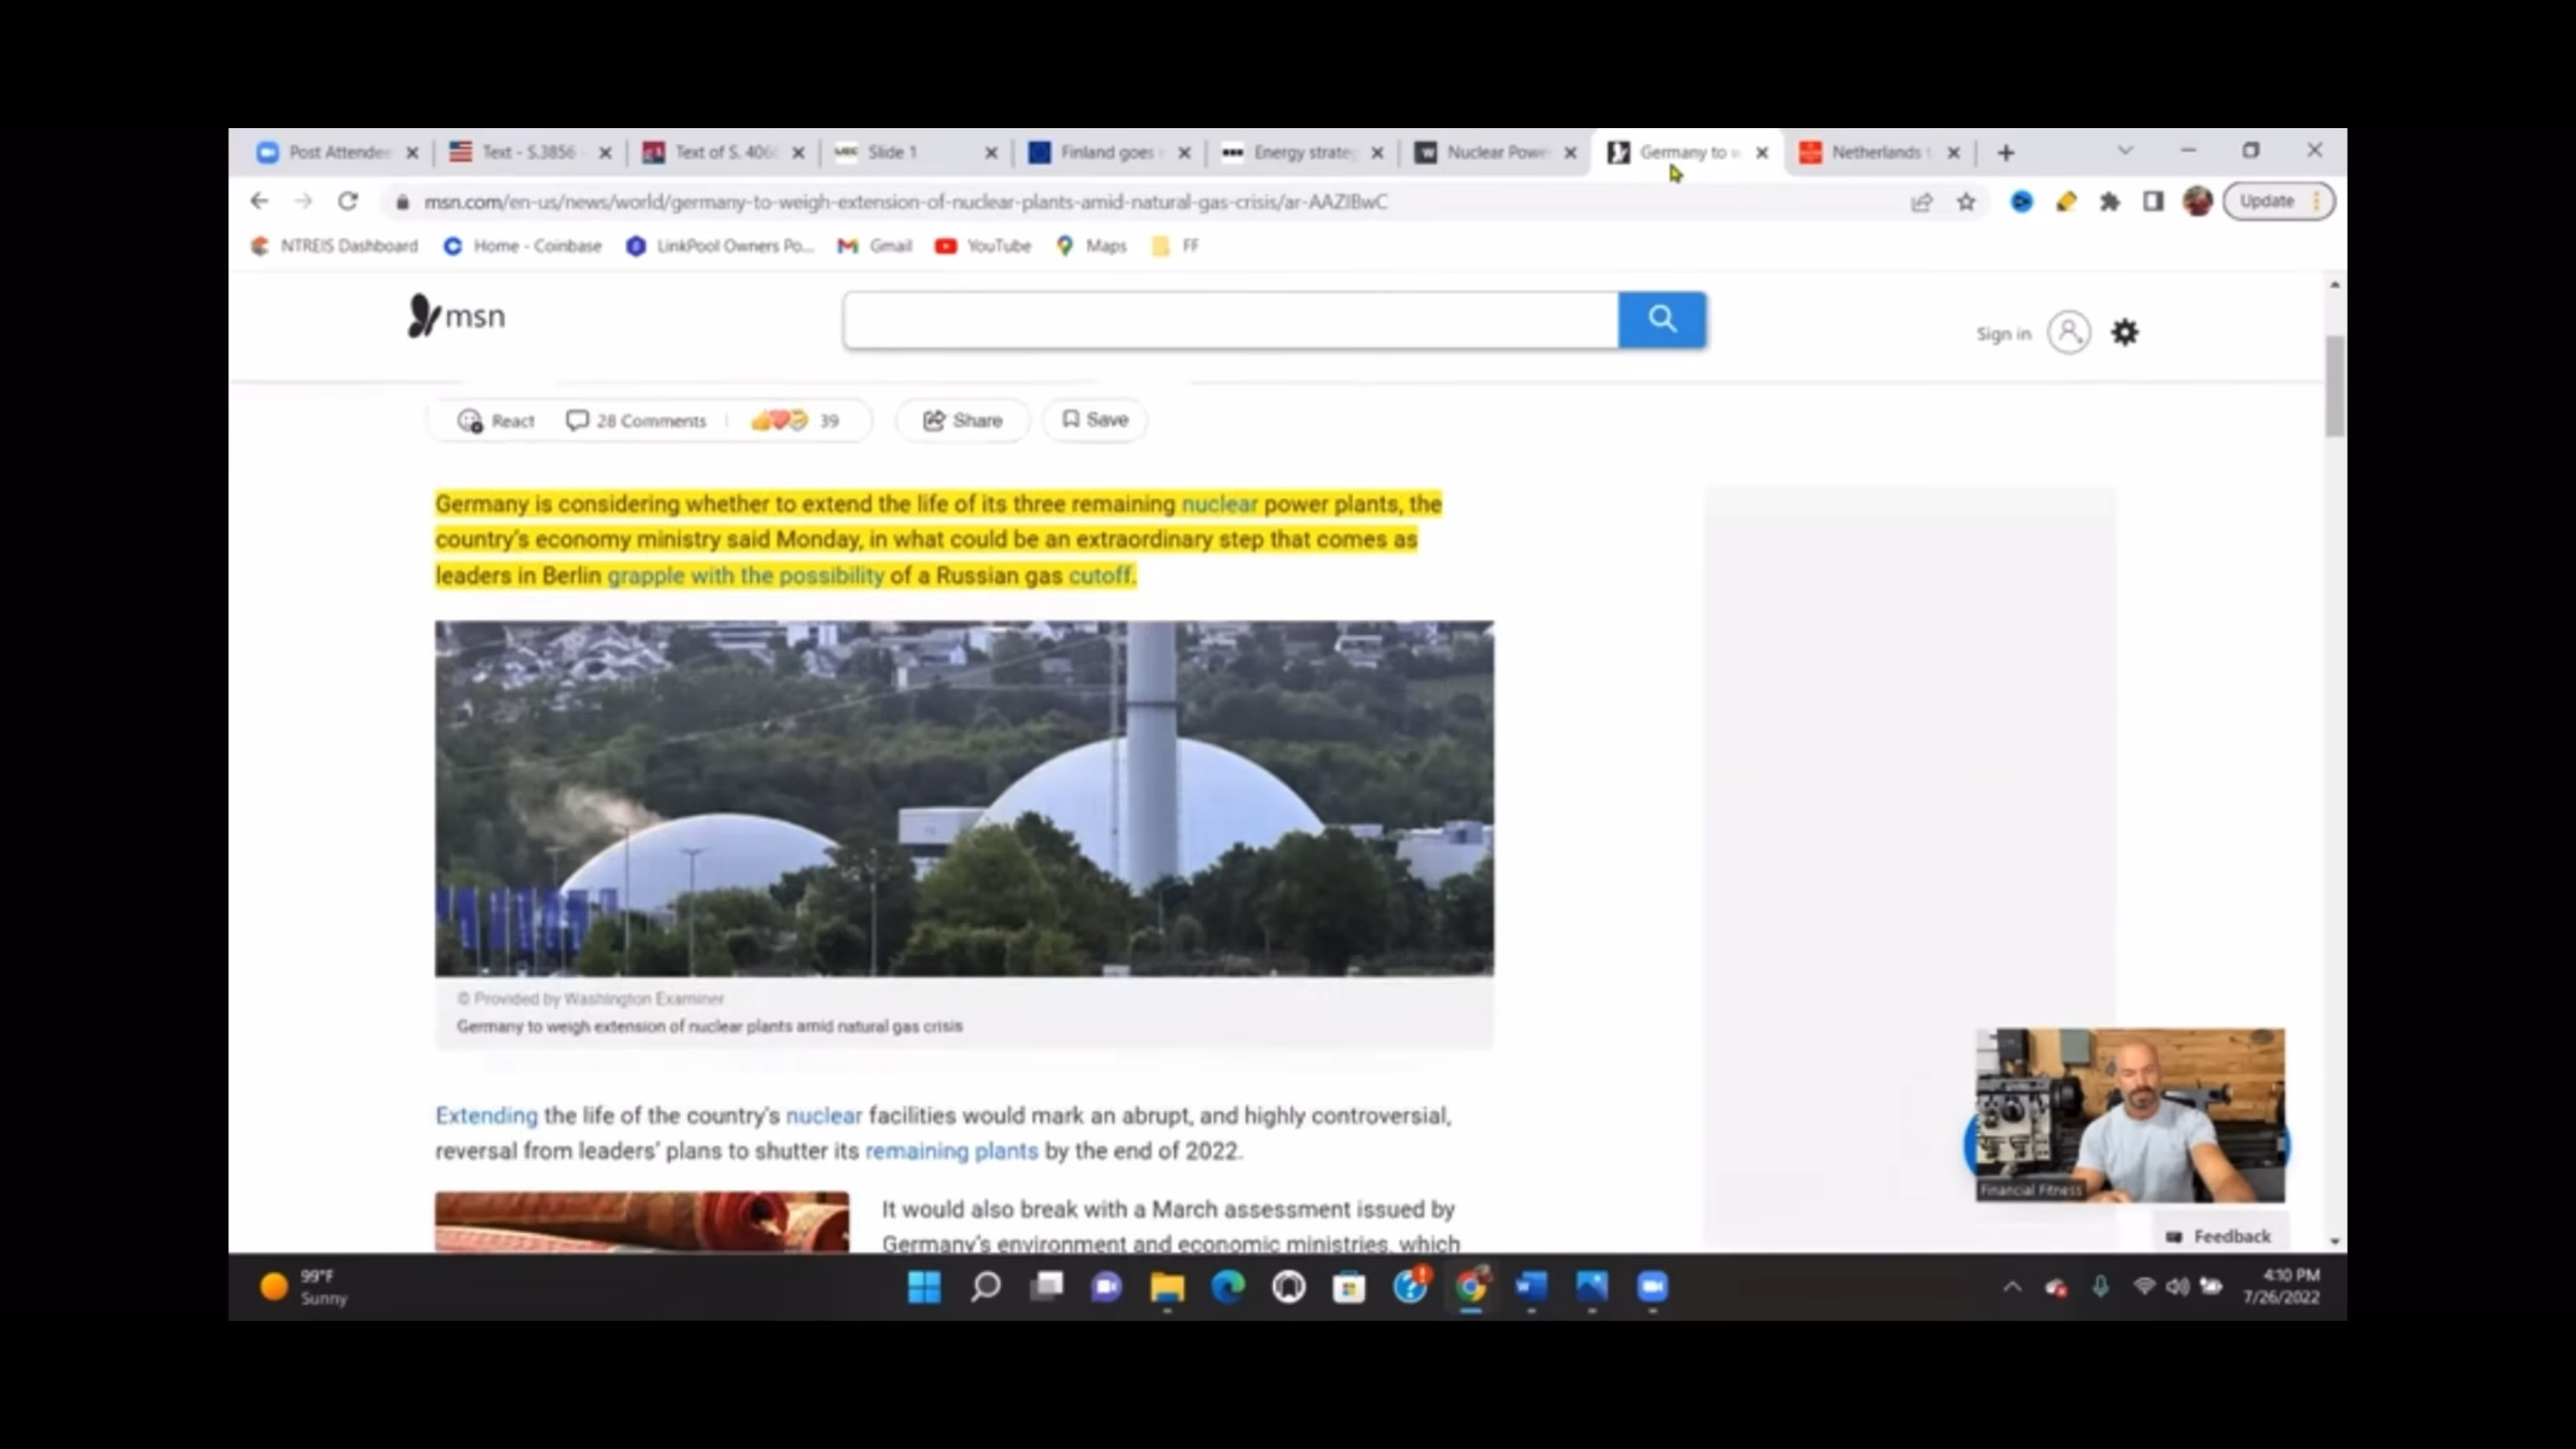 Post Attendee
Text - S.3856 -
Text of S. 406
UEC
Slide 1
Finland goes
Energy strateg
Nuclear Powe
Germany to w
Netherlands t
msn.com/en-us/news/world/germany-to-weigh-extension-of-nuclear-plants-amid-natural-gas-crisis/ar-AAZIBwC
Update
NTREIS Dashboard
Home - Coinbase
LinkPool Owners Po...
Gmail
YouTube
Maps
FF
msn
Sign in
React
28 Comments
39
Share
Save
Germany is considering whether to extend the life of its three remaining nuclear power plants, the
country's economy ministry said Monday, in what could be an extraordinary step that comes as
leaders in Berlin grapple with the possibility of a Russian gas cutoff.
© Provided by Washington Examiner
Germany to weigh extension of nuclear plants amid natural gas crisis
Extending the life of the country's nuclear facilities would mark an abrupt, and highly controversial,
reversal from leaders' plans to shutter its remaining plants by the end of 2022.
It would also break with a March assessment issued by
Germany's environment and economic ministries, which
Financial Fitness
Feedback
99°F
Sunny
4:10 PM
7/26/2022